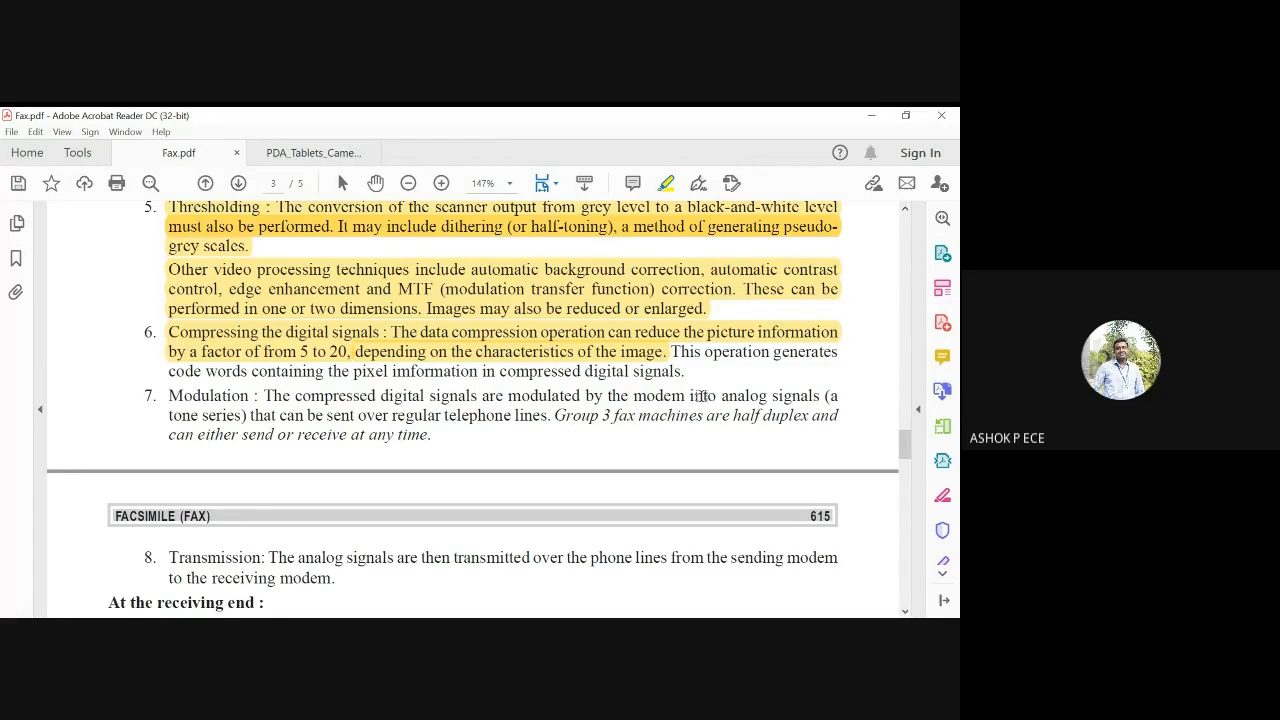 Fax.pdf - Adobe Acrobat Reader DC (32-bit)
File Edit View Sign Window Help
Home Tools Fax.pdf × PDA_Tablets_Came... Sign In
3 / 5 147%
5. Thresholding : The conversion of the scanner output from grey level to a black-and-white level
must also be performed. It may include dithering (or half-toning), a method of generating pseudo-
grey scales.
Other video processing techniques include automatic background correction, automatic contrast
control, edge enhancement and MTF (modulation transfer function) correction. These can be
performed in one or two dimensions. Images may also be reduced or enlarged.
6. Compressing the digital signals : The data compression operation can reduce the picture information
by a factor of from 5 to 20, depending on the characteristics of the image. This operation generates
code words containing the pixel imformation in compressed digital signals.
7. Modulation : The compressed digital signals are modulated by the modem into analog signals (a
tone series) that can be sent over regular telephone lines. Group 3 fax machines are half duplex and
can either send or receive at any time.
FACSIMILE (FAX) 615
8. Transmission: The analog signals are then transmitted over the phone lines from the sending modem
to the receiving modem.
At the receiving end :
ASHOK P ECE